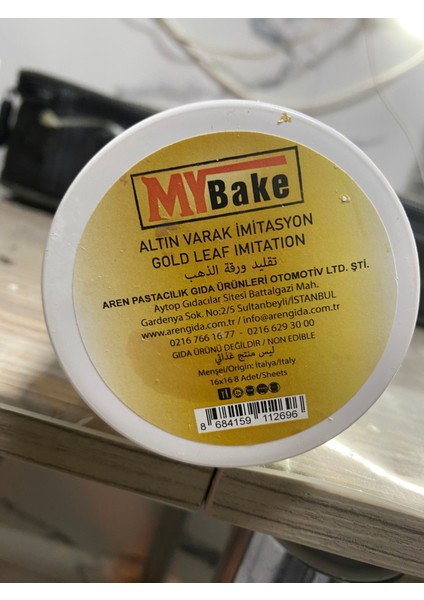 MY Bake
ALTIN VARAK İMİTASYON
GOLD LEAF IMITATION
تقليد ورقة الذهب
AREN PASTACILIK GIDA ÜRÜNLERİ OTOMOTİV LTD. ŞTİ.
Aytop Gıdacılar Sitesi Battalgazi Mah.
Gardenya Sok. No:2/5 Sultanbeyli/İSTANBUL
www.arengida.com.tr / info@arengida.com.tr
0216 766 16 77 - 0216 629 30 00
GIDA ÜRÜNÜ DEĞİLDİR / NON EDIBLE
ليس منتج غذائي
Menşei/Origin: İtalya/Italy
16x16 8 Adet/Sheets
8 684159 112696